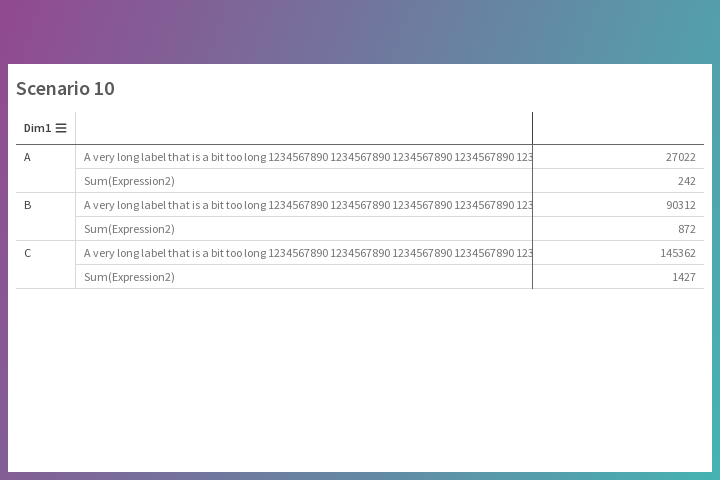 Scenario 10
Dim1
A A very long label that is a bit too long 1234567890 1234567890 1234567890 1234567890 123 27022
Sum(Expression2) 242
B A very long label that is a bit too long 1234567890 1234567890 1234567890 1234567890 123 90312
Sum(Expression2) 872
C A very long label that is a bit too long 1234567890 1234567890 1234567890 1234567890 123 145362
Sum(Expression2) 1427